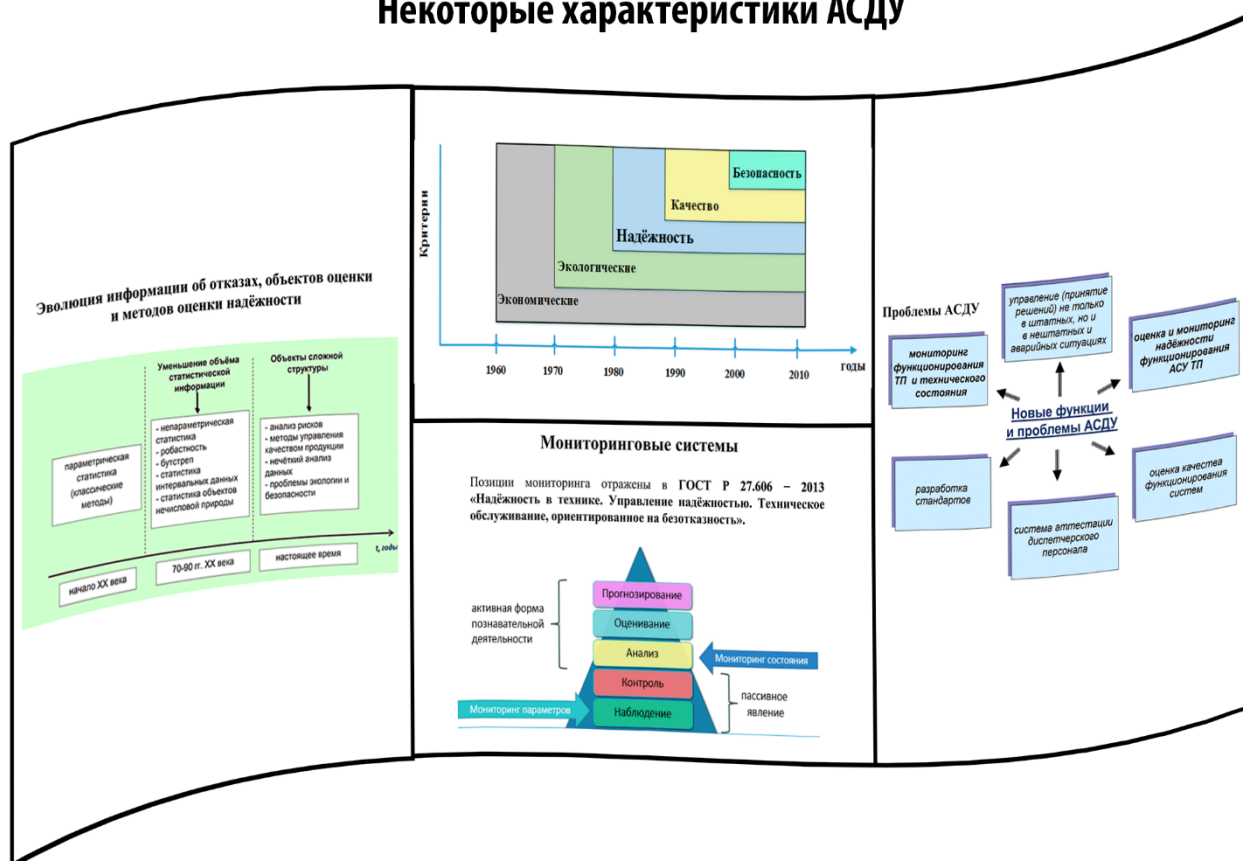 Некоторые характеристики АСДУ
Эволюция информации об отказах, объектов оценки
и методов оценки надёжности
Уменьшение объёма
статистической
информации
Объекты сложной
структуры
параметрическая
статистика
(классические
методы)
- непараметрическая
статистика
- робастность
- бутстреп
- статистика
интервальных данных
- статистика объектов
нечисловой природы
- анализ рисков
- методы управления
качеством продукции
- нечёткий анализ
данных
- проблемы экологии и
безопасности
t, годы
начало XX века
70-90 гг. XX века
настоящее время
Критерии
Безопасность
Качество
Надёжность
Экологические
Экономические
1960
1970
1980
1990
2000
2010
годы
Мониторинговые системы
Позиции мониторинга отражены в ГОСТ Р 27.606 – 2013
«Надёжность в технике. Управление надёжностью. Техническое
обслуживание, ориентированное на безотказность».
активная форма
познавательной
деятельности
Прогнозирование
Оценивание
Анализ
Контроль
Наблюдение
Мониторинг состояния
Мониторинг параметров
пассивное
явление
Проблемы АСДУ
управление (принятие
решений) не только
в штатных, но и
в нештатных и
аварийных ситуациях
мониторинг
функционирования
ТП и технического
состояния
оценка и мониторинг
надёжности
функционирования
АСУ ТП
Новые функции
и проблемы АСДУ
разработка
стандартов
система аттестации
диспетчерского
персонала
оценка качества
функционирования
систем